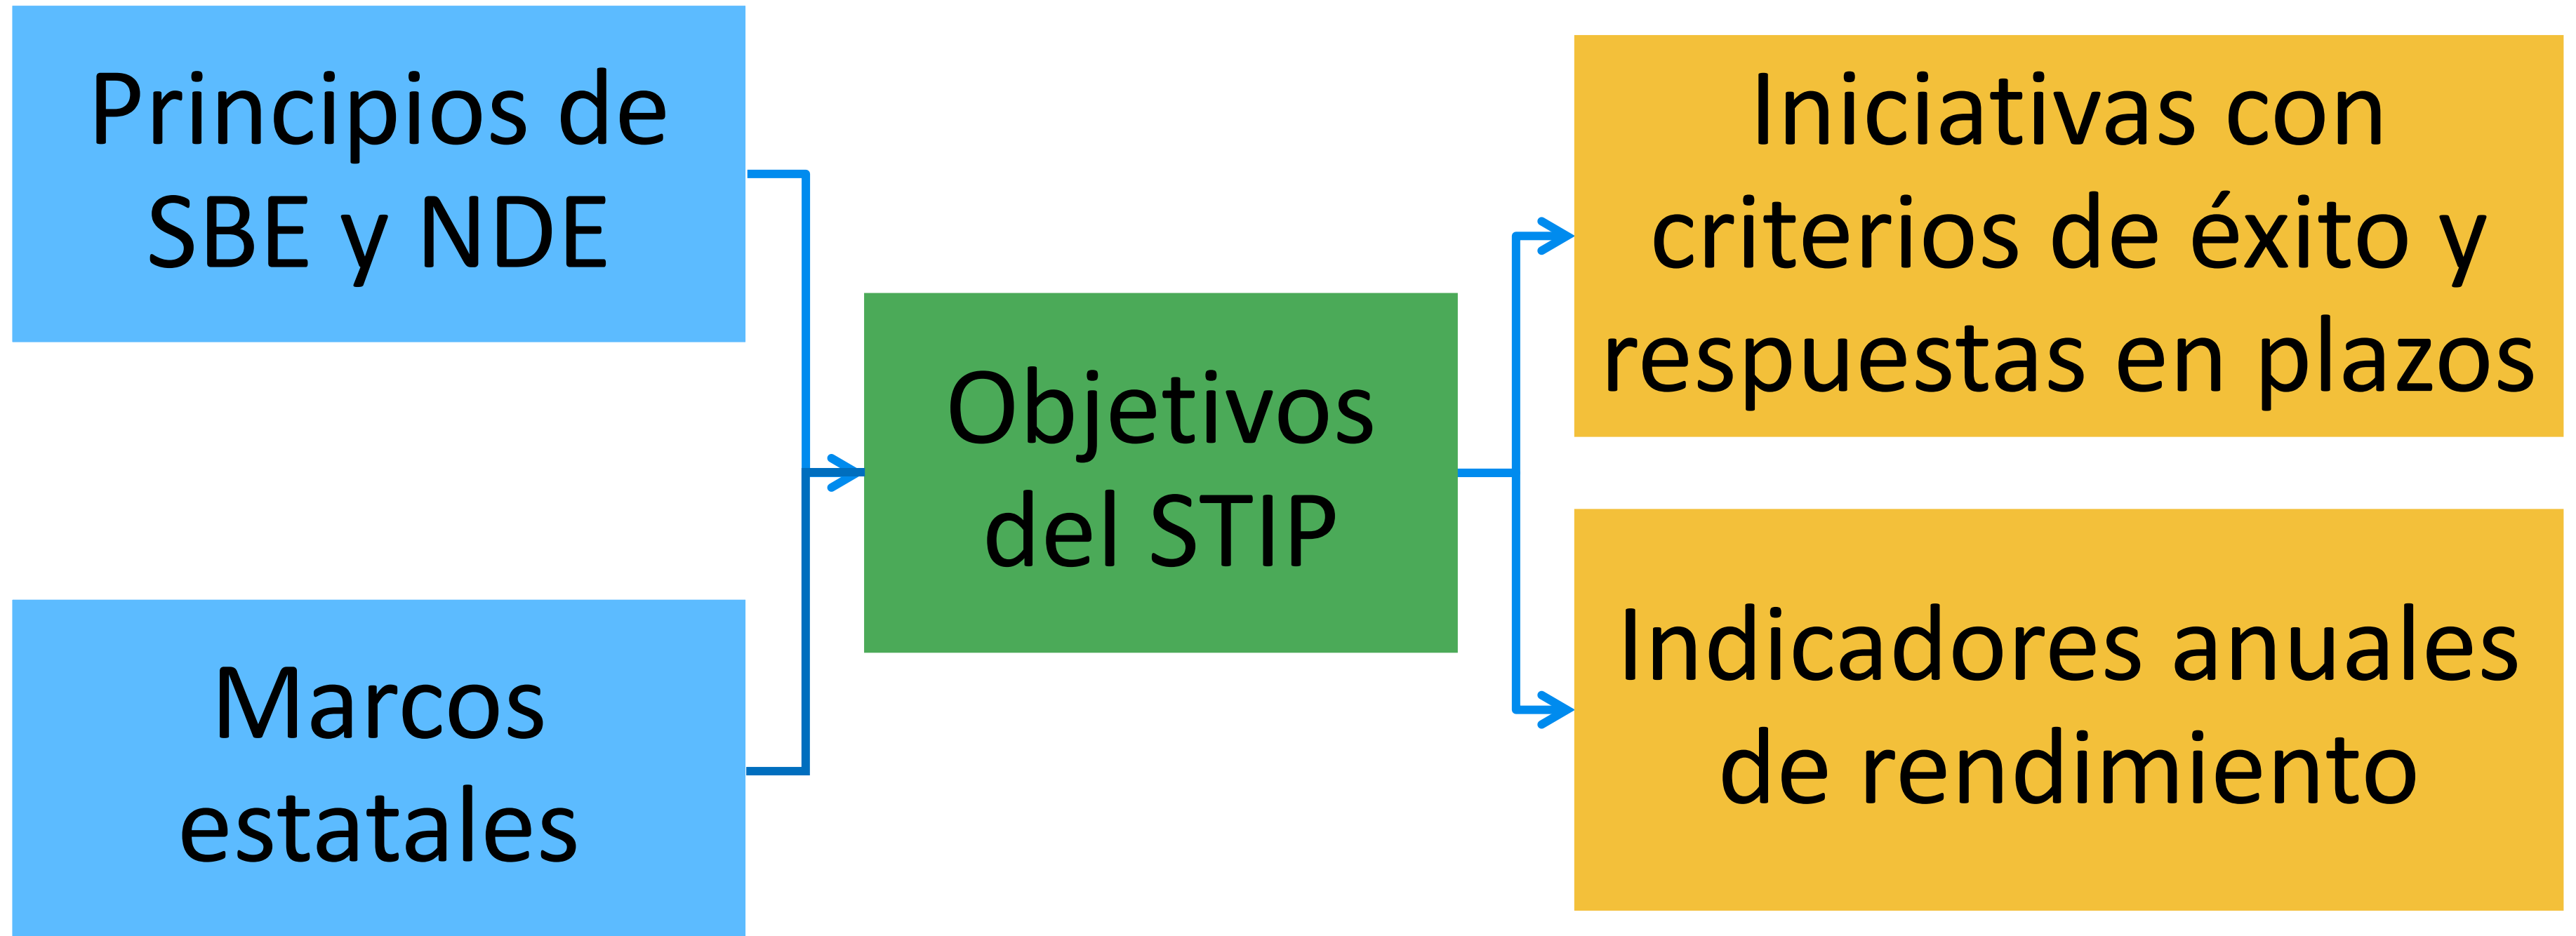 Principios de
SBE y NDE
Marcos
estatales
Objetivos
del STIP
Iniciativas con
criterios de éxito y
respuestas en plazos
Indicadores anuales
de rendimiento